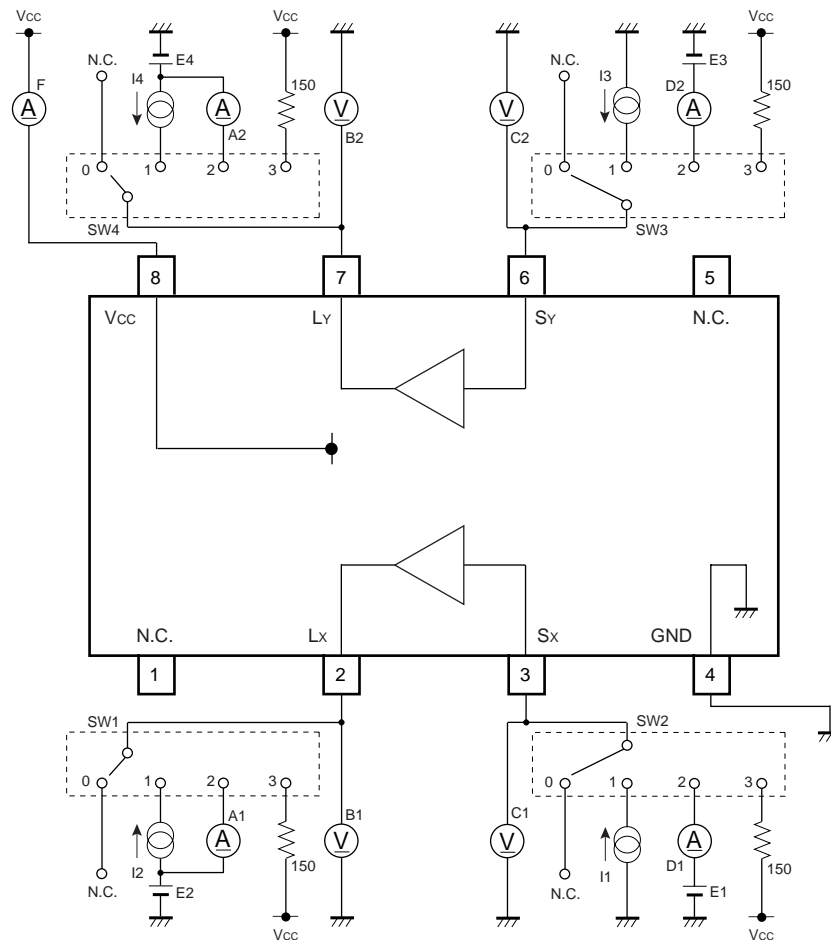 VCC VCC VCC
N.C. E4 N.C. E3
F I4 150 I3 D2 150
A A V V A
A2 B2 C2
0 1 2 3 0 1 2 3
SW4 SW3
8 7 6 5
VCC LY SY N.C.
N.C. LX SX GND
1 2 3 4
SW1 SW2
0 1 2 3 0 1 2 3
A1 B1 C1
A V V A
I2 150 I1 D1 150
N.C. E2 N.C. E1
VCC VCC